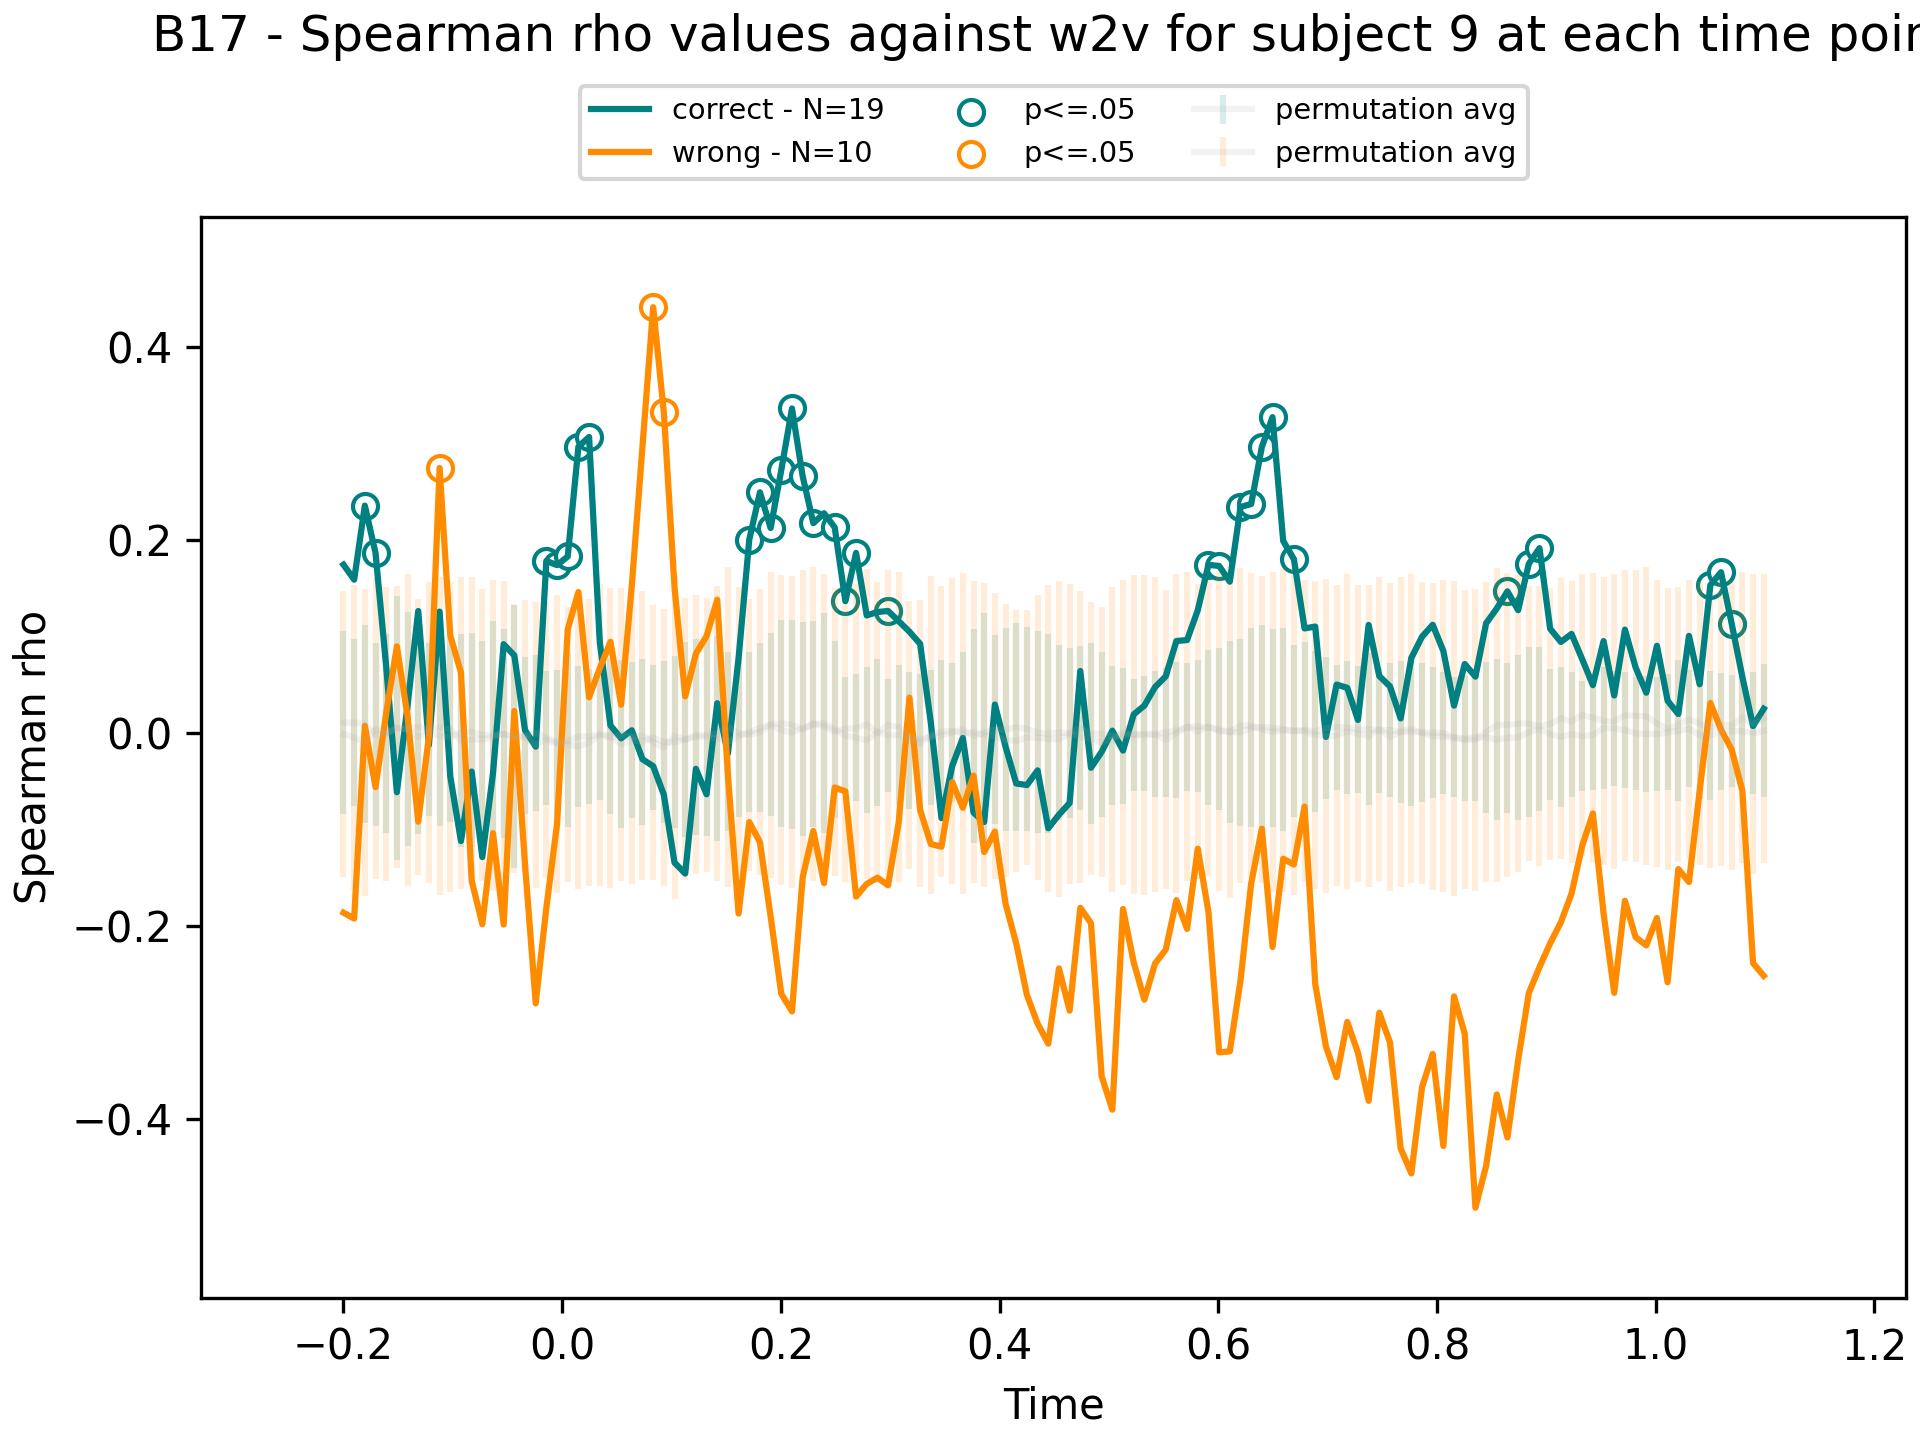 B17 - Spearman rho values against w2v for subject 9 at each time poin
correct - N=19
wrong - N=10
p<=.05
p<=.05
permutation avg
permutation avg
Spearman rho
0.4
0.2
0.0
−0.2
−0.4
−0.2
0.0
0.2
0.4
0.6
0.8
1.0
1.2
Time